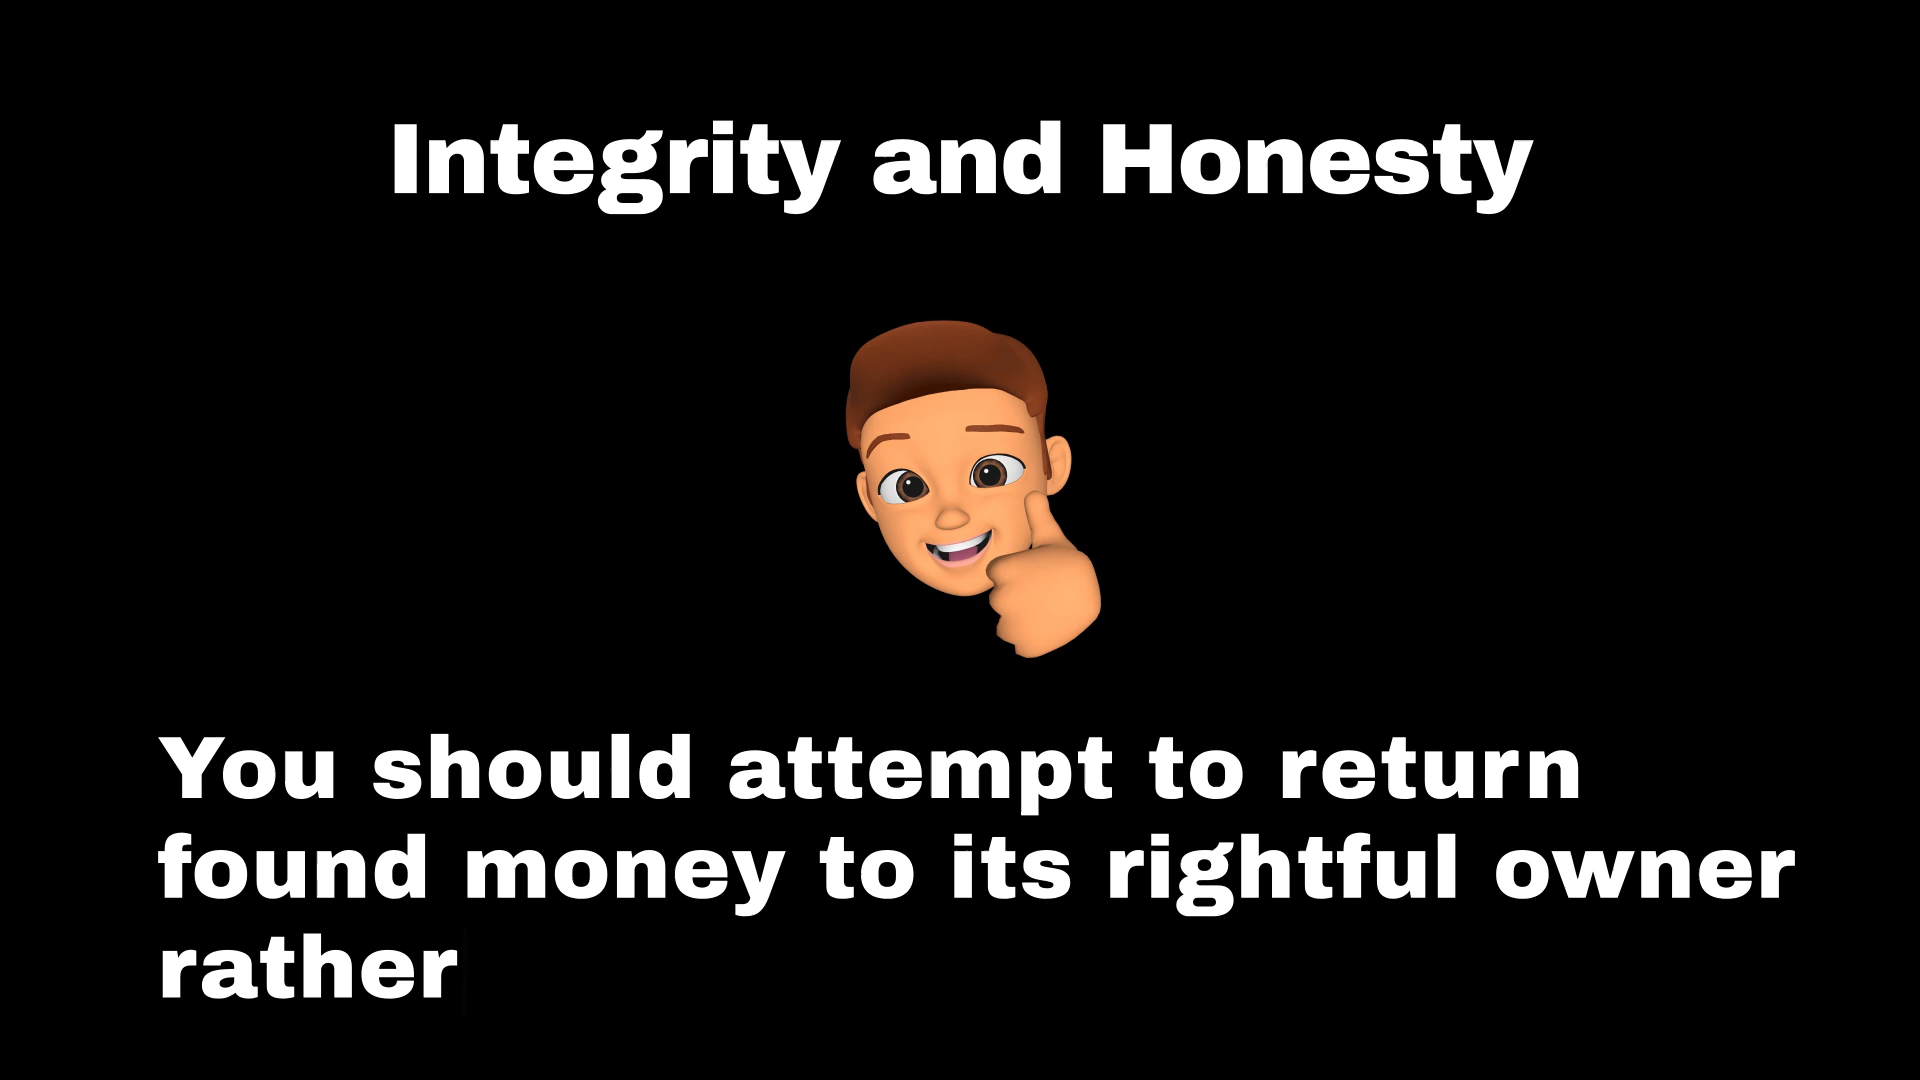 Integrity and Honesty
You should attempt to return
found money to its rightful owner
rather